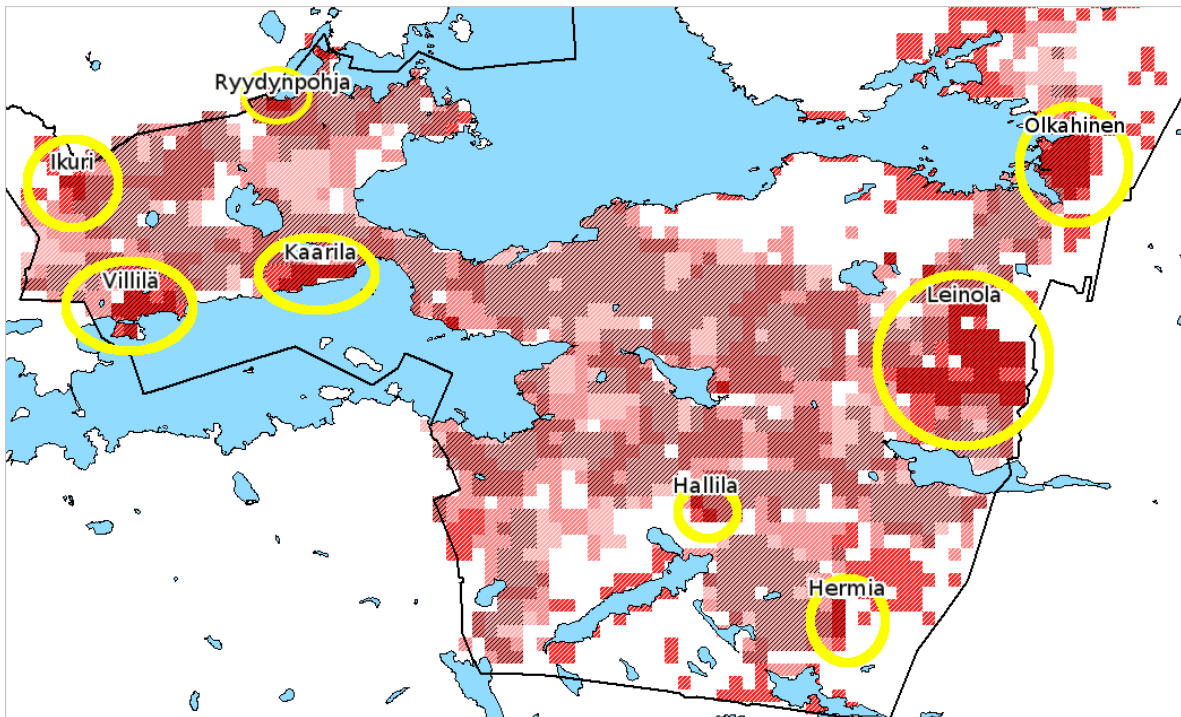 Ryydynpohja
Olkahinen
Ikuri
Kaarila
Villilä
Leinola
Hallila
Hermia